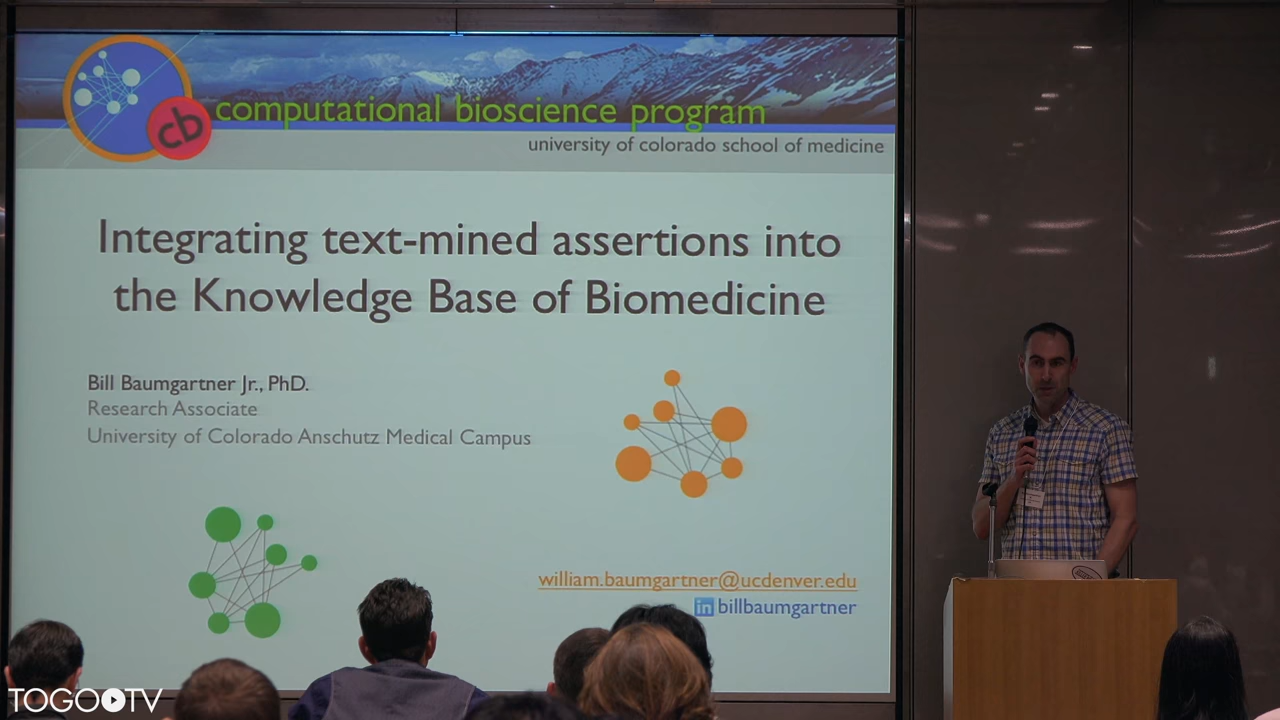 cb
computational bioscience program
university of colorado school of medicine
Integrating text-mined assertions into
the Knowledge Base of Biomedicine
Bill Baumgartner Jr., PhD.
Research Associate
University of Colorado Anschutz Medical Campus
william.baumgartner@ucdenver.edu
in billbaumgartner
TOGO TV